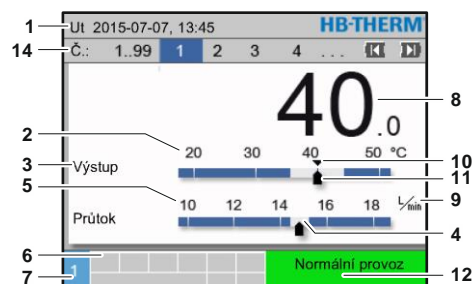 1 Ut 2015-07-07, 13:45 HB-THERM
14 Č.: 1..99 1 2 3 4 ...
40.0 8
2 20 30 40 50 °C 10
3 Výstup 11
5 10 12 14 16 18 L/min 9
Průtok 4
6
7 1 Normální provoz 12